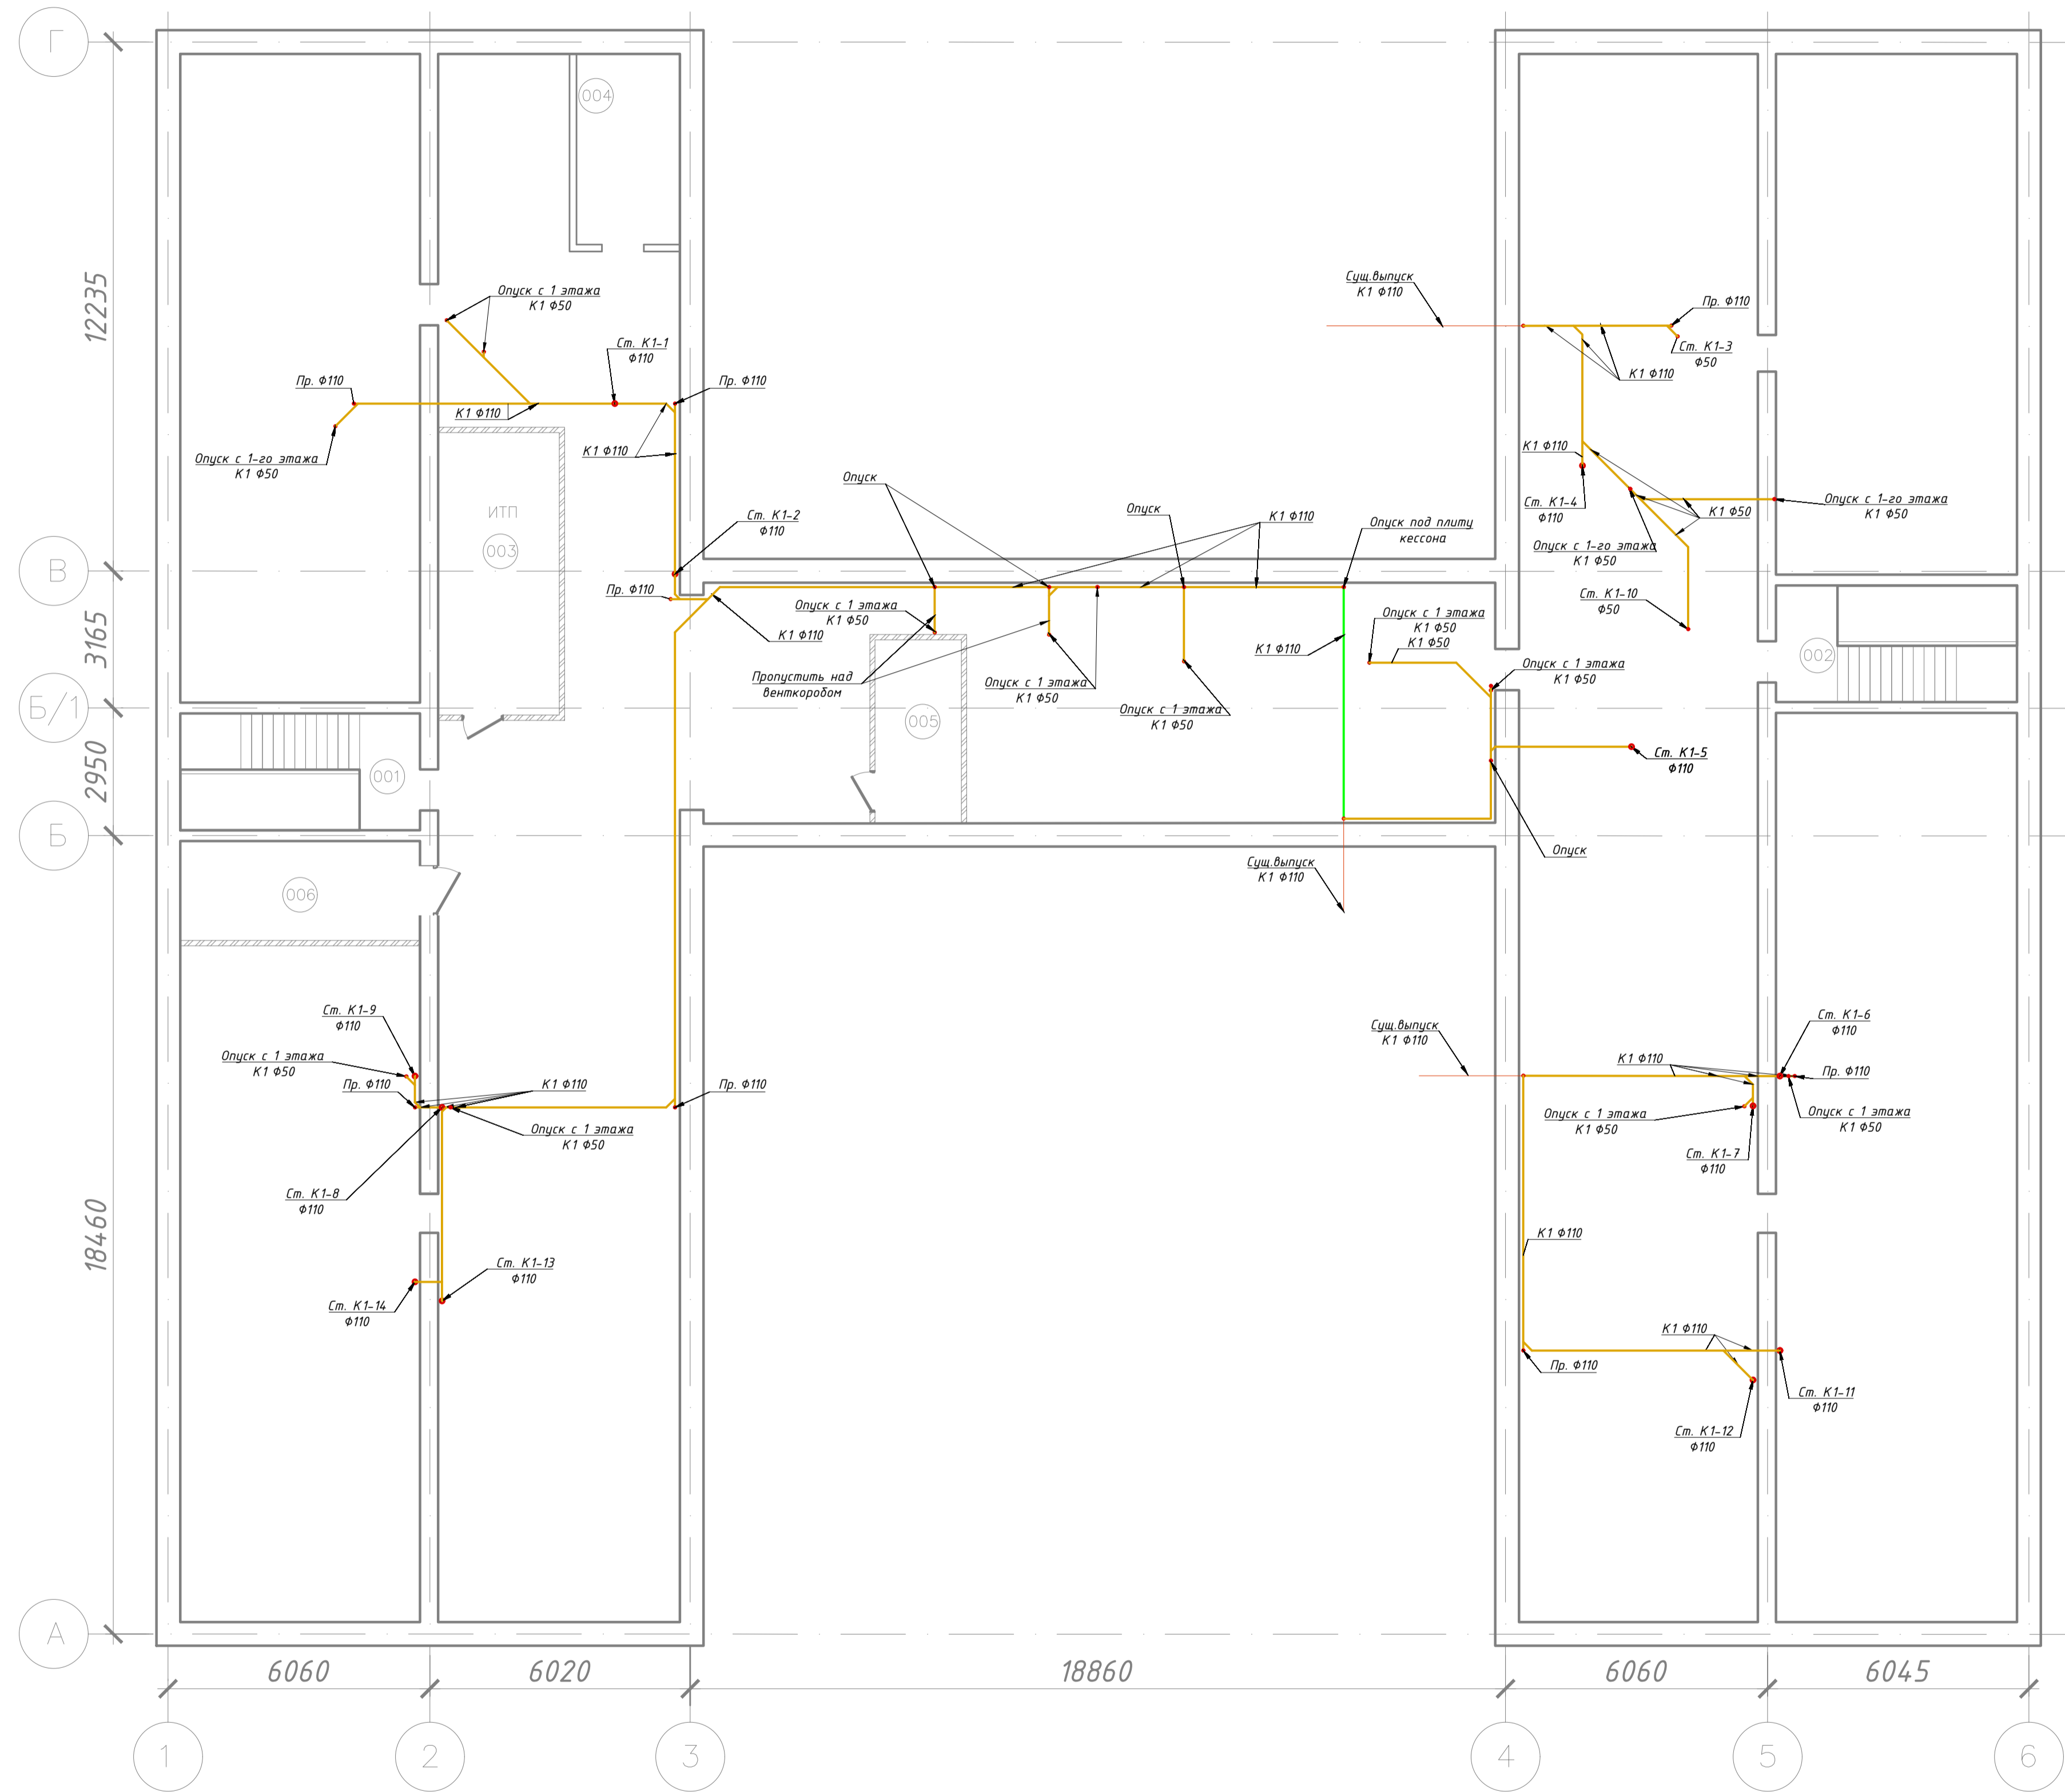 Г
004
12235
Сущ.выпуск
К1 Ф110
Опуск с 1 этажа
К1 Ф50
Пр. Ф110
Ст. К1-1
Ф110
Ст. К1-3
Ф50
К1 Ф110
Пр. Ф110
Пр. Ф110
К1 Ф110
К1 Ф110
К1 Ф110
Опуск с 1-го этажа
К1 Ф50
Опуск
ИТП
003
Ст. К1-2
Ф110
Опуск
К1 Ф110
Опуск под плиту
кессона
Ст. К1-4
Ф110
К1 Ф50
Опуск с 1-го этажа
К1 Ф50
Опуск с 1-го этажа
К1 Ф50
В
Пр. Ф110
Ст. К1-10
Ф50
3165
Опуск с 1 этажа
К1 Ф50
К1 Ф110
К1 Ф110
Опуск с 1 этажа
К1 Ф50
К1 Ф50
002
Пропустить над
венткоробом
Опуск с 1 этажа
К1 Ф50
Опуск с 1 этажа
К1 Ф50
Опуск с 1 этажа
К1 Ф50
Б/1
005
2950
001
Ст. К1-5
Ф110
Б
Опуск
Сущ.выпуск
К1 Ф110
006
Ст. К1-9
Ф110
Сущ.выпуск
К1 Ф110
Ст. К1-6
Ф110
Опуск с 1 этажа
К1 Ф50
К1 Ф110
Пр. Ф110
Пр. Ф110
К1 Ф110
Пр. Ф110
Опуск с 1 этажа
К1 Ф50
Опуск с 1 этажа
К1 Ф50
Опуск с 1 этажа
К1 Ф50
Ст. К1-7
Ф110
Ст. К1-8
Ф110
18460
К1 Ф110
Ст. К1-13
Ф110
Ст. К1-14
Ф110
К1 Ф110
Пр. Ф110
Ст. К1-11
Ф110
Ст. К1-12
Ф110
А
6060
6020
18860
6060
6045
1
2
3
4
5
6